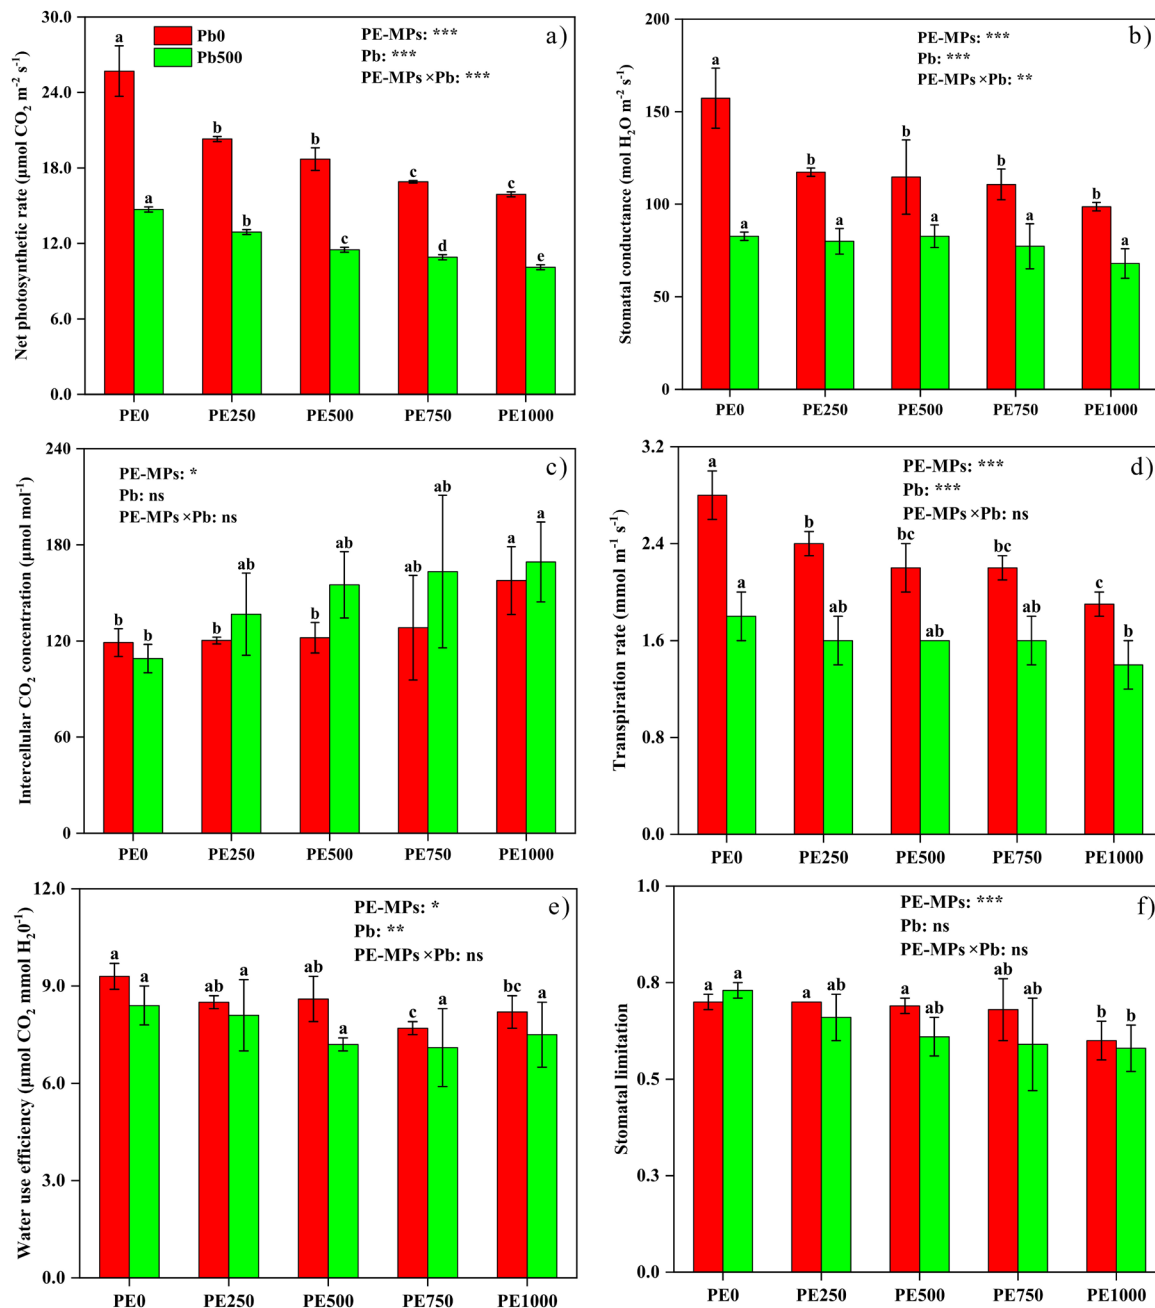 a)
Net photosynthetic rate (μmol CO₂ m⁻² s⁻¹)
30.0
24.0
18.0
12.0
6.0
0.0
Pb0
Pb500
PE-MPs: ***
Pb: ***
PE-MPs ×Pb: ***
a b b c c
a b c d e
PE0 PE250 PE500 PE750 PE1000
b)
Stomatal conductance (mol H₂O m⁻² s⁻¹)
200
150
100
50
0
PE-MPs: ***
Pb: ***
PE-MPs ×Pb: **
a b b b b
a a a a a
PE0 PE250 PE500 PE750 PE1000
c)
Intercellular CO₂ concentration (μmol mol⁻¹)
240
180
120
60
0
PE-MPs: *
Pb: ns
PE-MPs ×Pb: ns
b b b ab a
b ab ab ab a
PE0 PE250 PE500 PE750 PE1000
d)
Transpiration rate (mmol m⁻¹ s⁻¹)
3.2
2.4
1.6
0.8
0.0
PE-MPs: ***
Pb: ***
PE-MPs ×Pb: ns
a b bc bc c
a ab ab ab b
PE0 PE250 PE500 PE750 PE1000
e)
Water use efficiency (μmol CO₂ mmol H₂0⁻¹)
12.0
9.0
6.0
3.0
0.0
PE-MPs: *
Pb: **
PE-MPs ×Pb: ns
a ab ab c bc
a a a a a
PE0 PE250 PE500 PE750 PE1000
f)
Stomatal limitation
1.0
0.8
0.5
0.3
0.0
PE-MPs: ***
Pb: ns
PE-MPs ×Pb: ns
a a a ab b
a ab ab ab b
PE0 PE250 PE500 PE750 PE1000